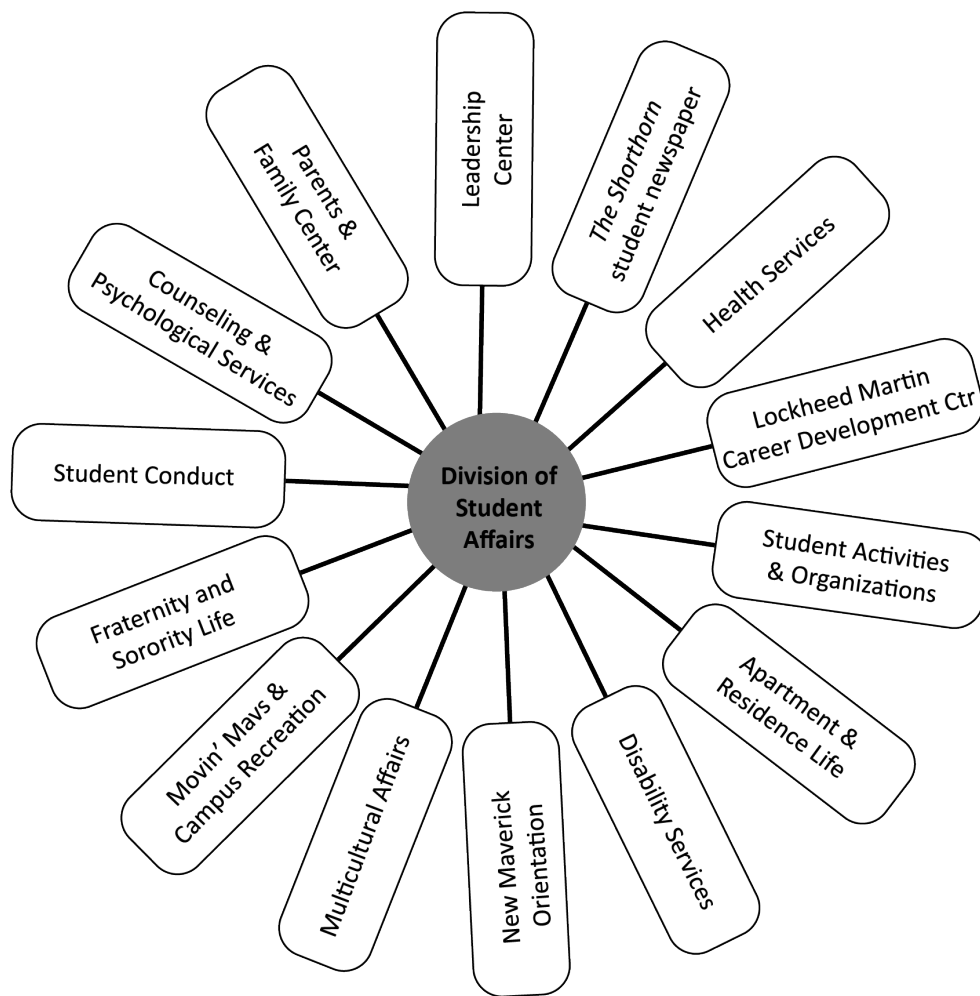 Division of
Student
Affairs
Leadership
Center
The Shorthorn
student newspaper
Health Services
Lockheed Martin
Career Development Ctr
Student Activities
& Organizations
Apartment &
Residence Life
Disability Services
New Maverick
Orientation
Multicultural Affairs
Movin’ Mavs &
Campus Recreation
Fraternity and
Sorority Life
Student Conduct
Counseling &
Psychological Services
Parents &
Family Center